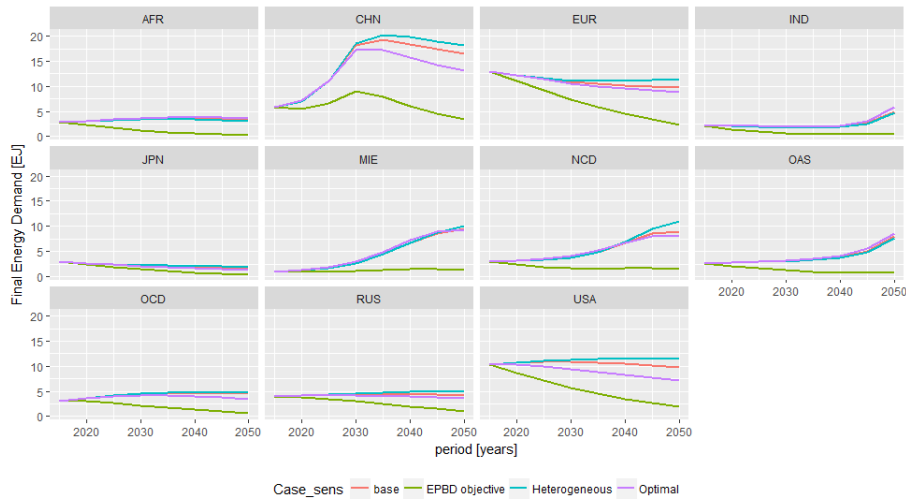 AFR CHN EUR IND
20
15
10
5
0
JPN MIE NCD OAS
20
15
10
5
0
Final Energy Demand [EJ]
OCD RUS USA
20
15
10
5
0
2020 2030 2040 2050
2020 2030 2040 2050 2020 2030 2040 2050 2020 2030 2040 2050
period [years]
Case_sens base EPBD objective Heterogeneous Optimal